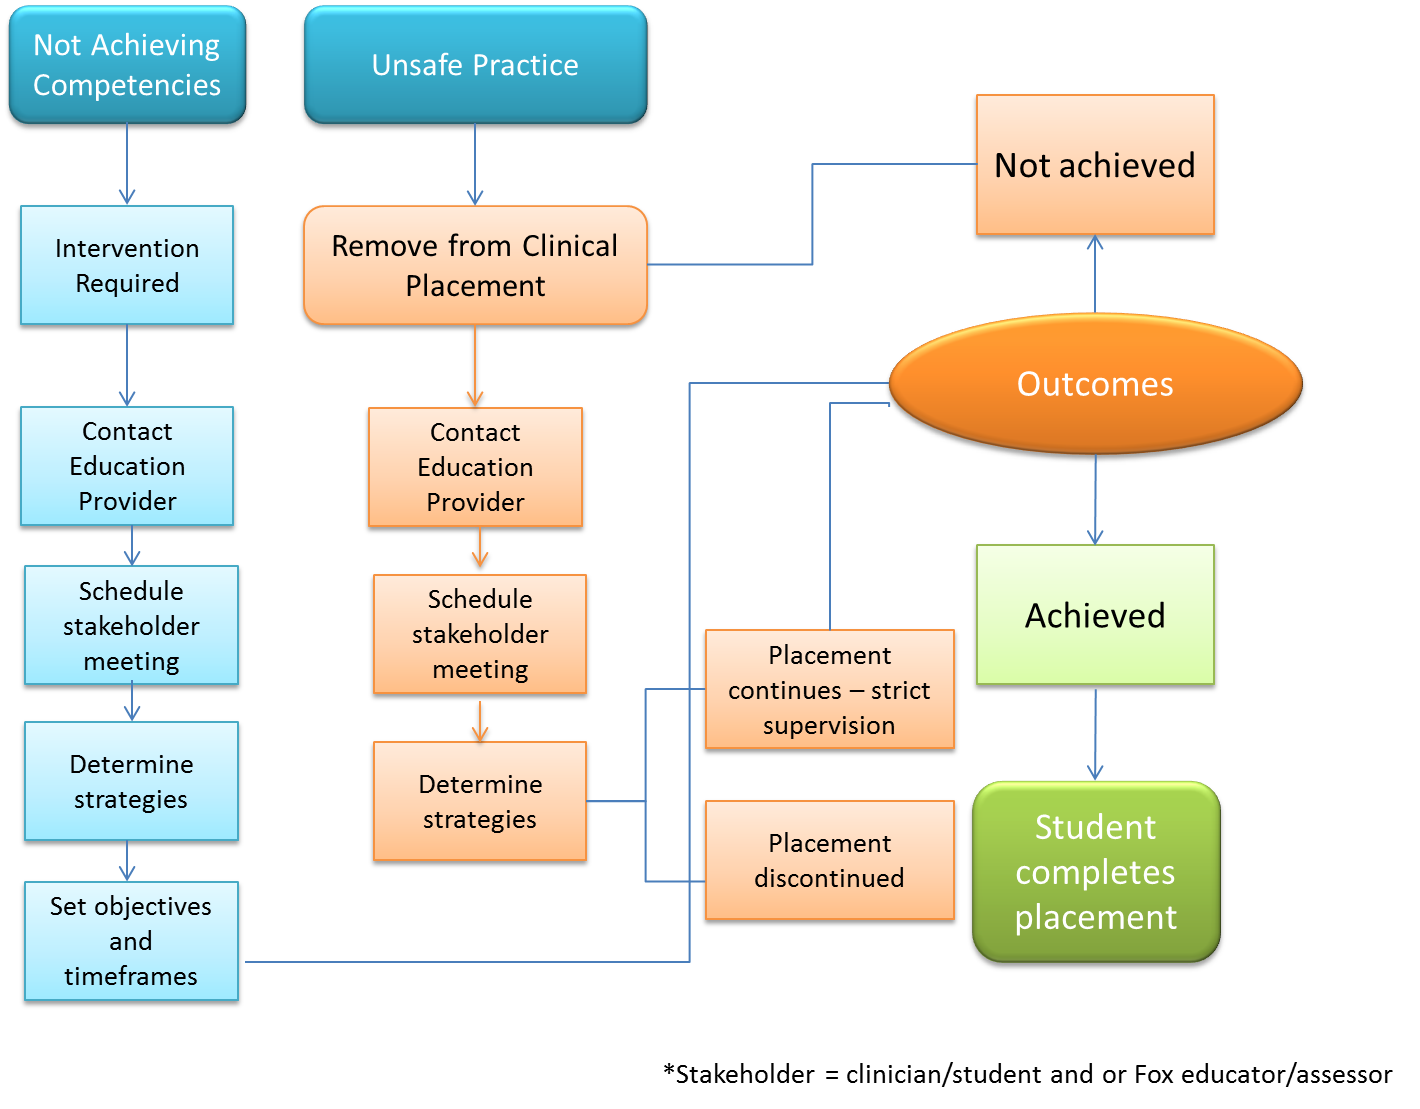 Not Achieving
Competencies
Unsafe Practice
Not achieved
Intervention
Required
Remove from Clinical
Placement
Outcomes
Contact
Education
Provider
Contact
Education
Provider
Schedule
stakeholder
meeting
Schedule
stakeholder
meeting
Achieved
Placement
continues – strict
supervision
Determine
strategies
Determine
strategies
Placement
discontinued
Student
completes
placement
Set objectives
and
timeframes
*Stakeholder = clinician/student and or Fox educator/assessor